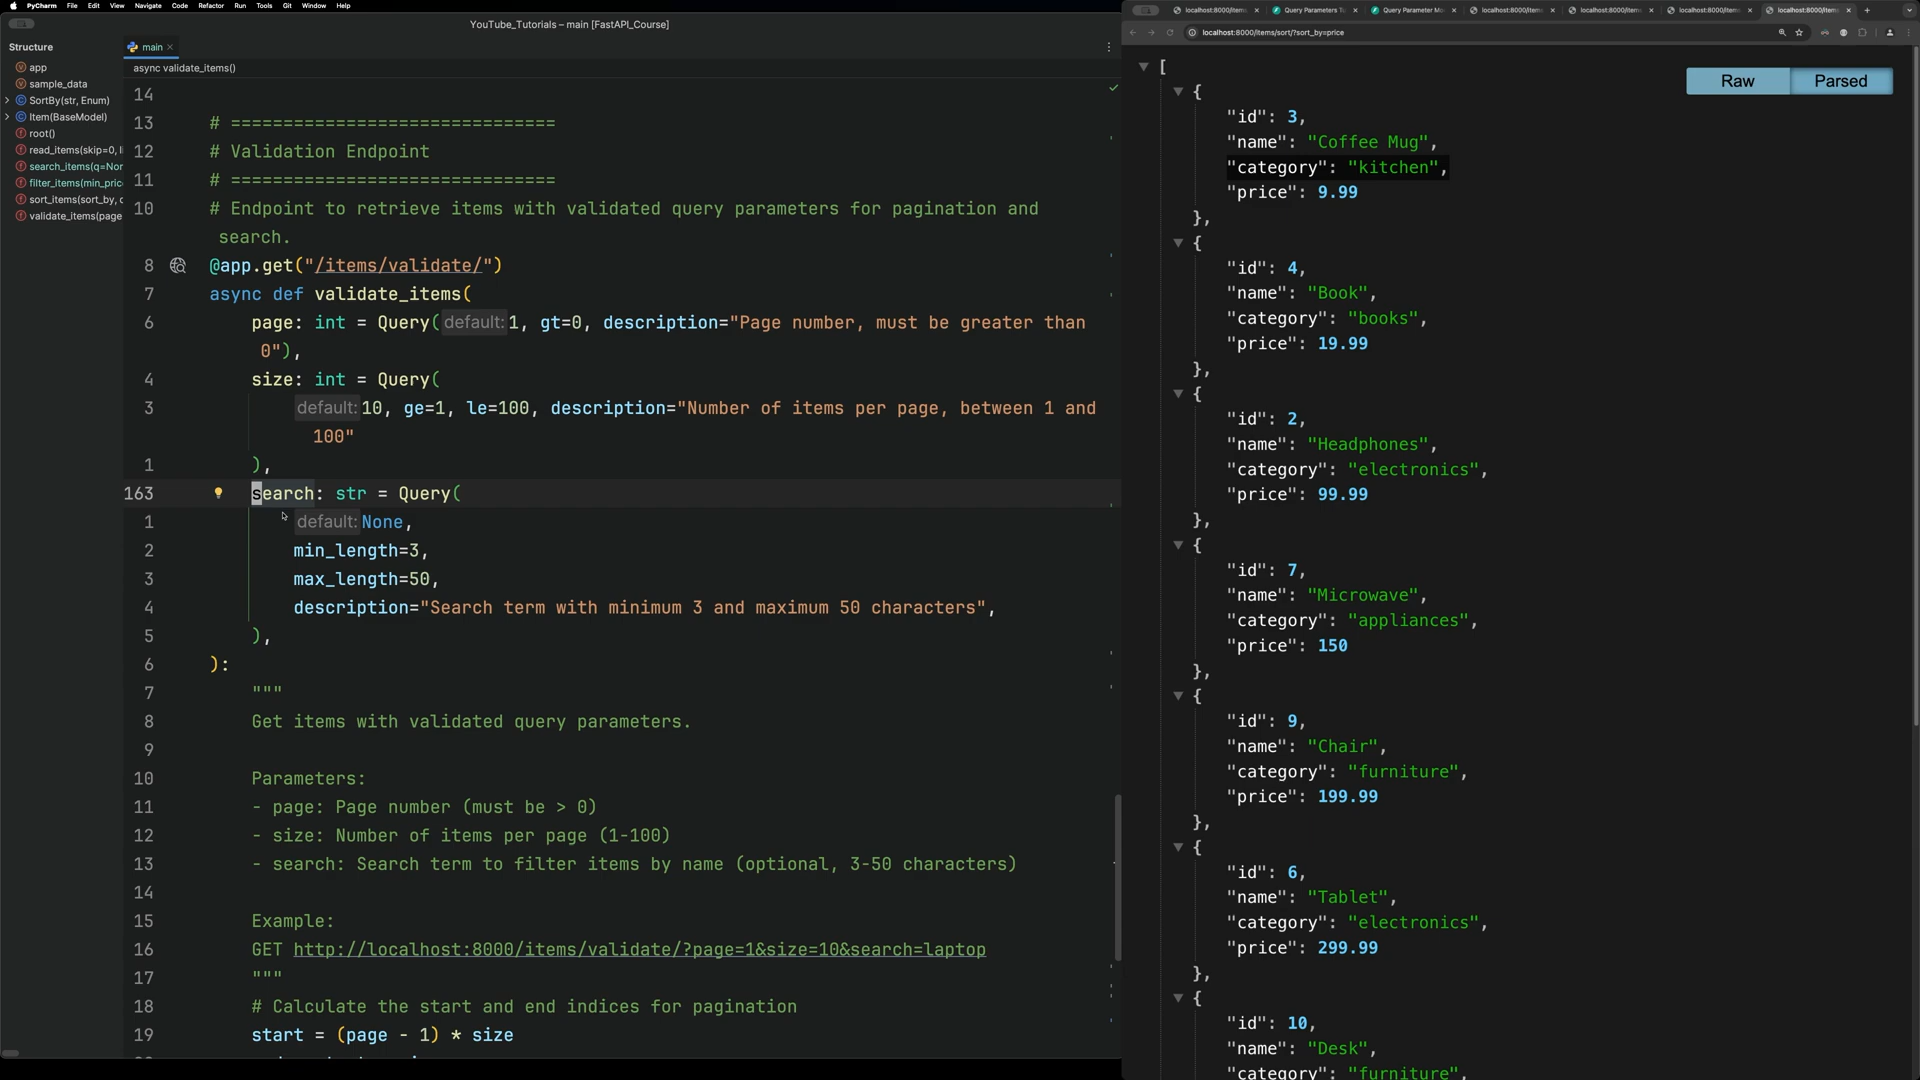 PyCharm File Edit View Navigate Code Refactor Run Tools Git Window Help
YouTube_Tutorials – main [FastAPI_Course]
Structure
app
sample_data
SortBy(str, Enum)
Item(BaseModel)
root()
read_items(skip=0, li
search_items(q=Nor
filter_items(min_pric
sort_items(sort_by, o
validate_items(page
main
async validate_items()
14
13 # ===============================
12 # Validation Endpoint
11 # ===============================
10 # Endpoint to retrieve items with validated query parameters for pagination and
search.
8 @app.get("/items/validate/")
7 async def validate_items(
6 page: int = Query( default: 1, gt=0, description="Page number, must be greater than
0"),
4 size: int = Query(
3 default: 10, ge=1, le=100, description="Number of items per page, between 1 and
100"
1 ),
163 search: str = Query(
1 default: None,
2 min_length=3,
3 max_length=50,
4 description="Search term with minimum 3 and maximum 50 characters",
5 ),
6 ):
7 """
8 Get items with validated query parameters.
9
10 Parameters:
11 - page: Page number (must be > 0)
12 - size: Number of items per page (1-100)
13 - search: Search term to filter items by name (optional, 3-50 characters)
14
15 Example:
16 GET http://localhost:8000/items/validate/?page=1&size=10&search=laptop
17 """
18 # Calculate the start and end indices for pagination
19 start = (page - 1) * size
localhost:8000/items/ Query Parameters Tu Query Parameter Mo localhost:8000/items/ localhost:8000/items localhost:8000/items/ localhost:8000/items
localhost:8000/items/sort/?sort_by=price
Raw Parsed
[
{
"id": 3,
"name": "Coffee Mug",
"category": "kitchen",
"price": 9.99
},
{
"id": 4,
"name": "Book",
"category": "books",
"price": 19.99
},
{
"id": 2,
"name": "Headphones",
"category": "electronics",
"price": 99.99
},
{
"id": 7,
"name": "Microwave",
"category": "appliances",
"price": 150
},
{
"id": 9,
"name": "Chair",
"category": "furniture",
"price": 199.99
},
{
"id": 6,
"name": "Tablet",
"category": "electronics",
"price": 299.99
},
{
"id": 10,
"name": "Desk",
"category": "furniture",